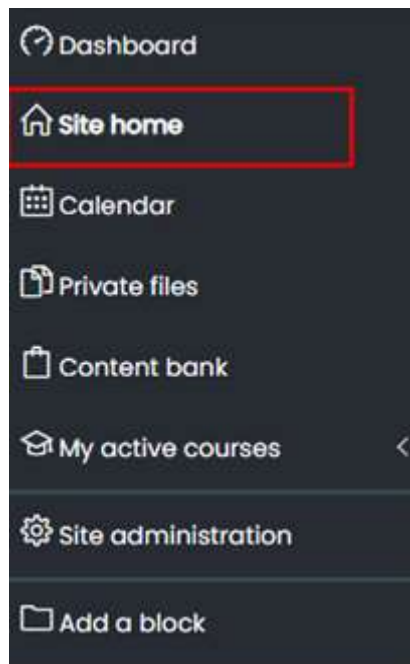 Dashboard
Site home
Calendar
Private files
Content bank
My active courses
Site administration
Add a block